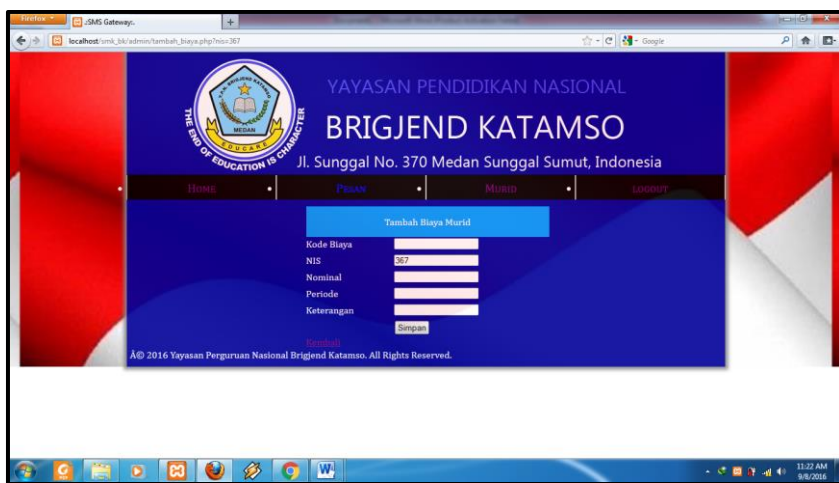 Firefox
.:SMS Gateway:.
localhost/smk_bk/admin/tambah_biaya.php?nis=367
Google
MEDAN
EDUCARE
THE END OF EDUCATION IS CHARACTER
YAYASAN PENDIDIKAN NASIONAL
BRIGJEND KATAMSO
Jl. Sunggal No. 370 Medan Sunggal Sumut, Indonesia
HOME
PESAN
MURID
LOGOUT
Tambah Biaya Murid
Kode Biaya
NIS 367
Nominal
Periode
Keterangan
Simpan
Kembali
Â© 2016 Yayasan Perguruan Nasional Brigjend Katamso. All Rights Reserved.
11:22 AM
9/8/2016